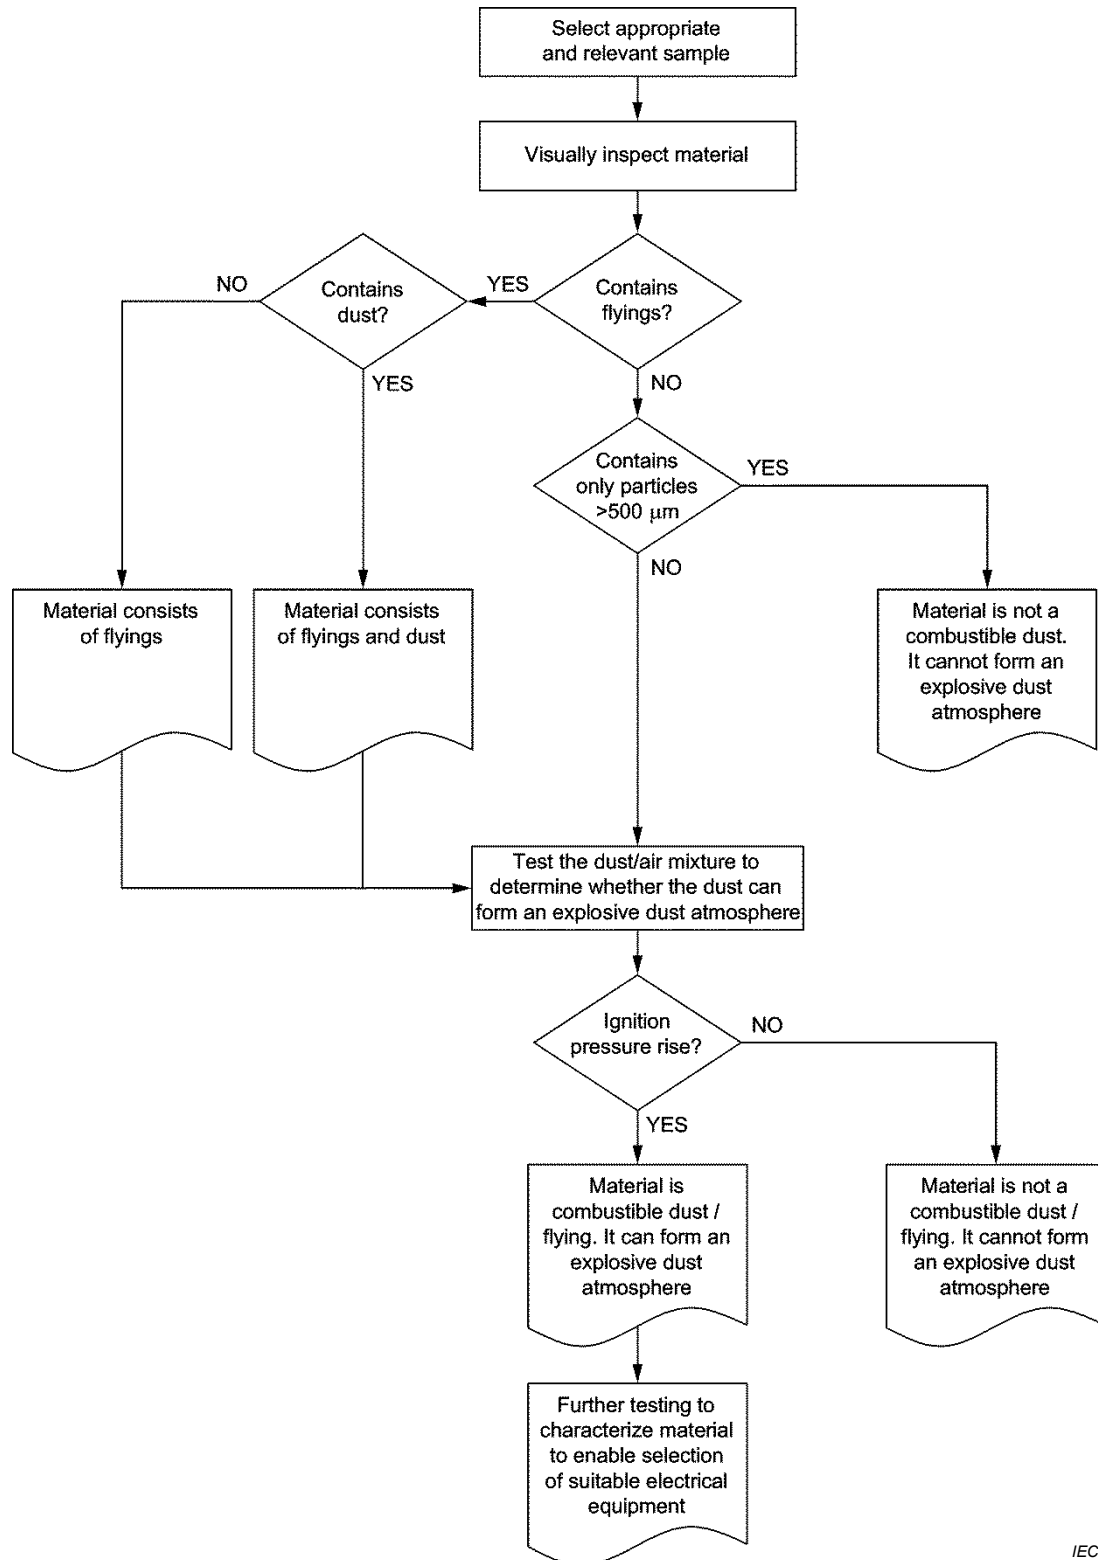 Select appropriate
and relevant sample
Visually inspect material
NO
Contains
dust?
YES
Contains
flyings?
YES
NO
Contains
only particles
>500 μm
YES
NO
Material consists
of flyings
Material consists
of flyings and dust
Material is not a
combustible dust.
It cannot form an
explosive dust
atmosphere
Test the dust/air mixture to
determine whether the dust can
form an explosive dust atmosphere
Ignition
pressure rise?
NO
YES
Material is
combustible dust /
flying. It can form an
explosive dust
atmosphere
Material is not a
combustible dust /
flying. It cannot form
an explosive dust
atmosphere
Further testing to
characterize material
to enable selection
of suitable electrical
equipment
IEC